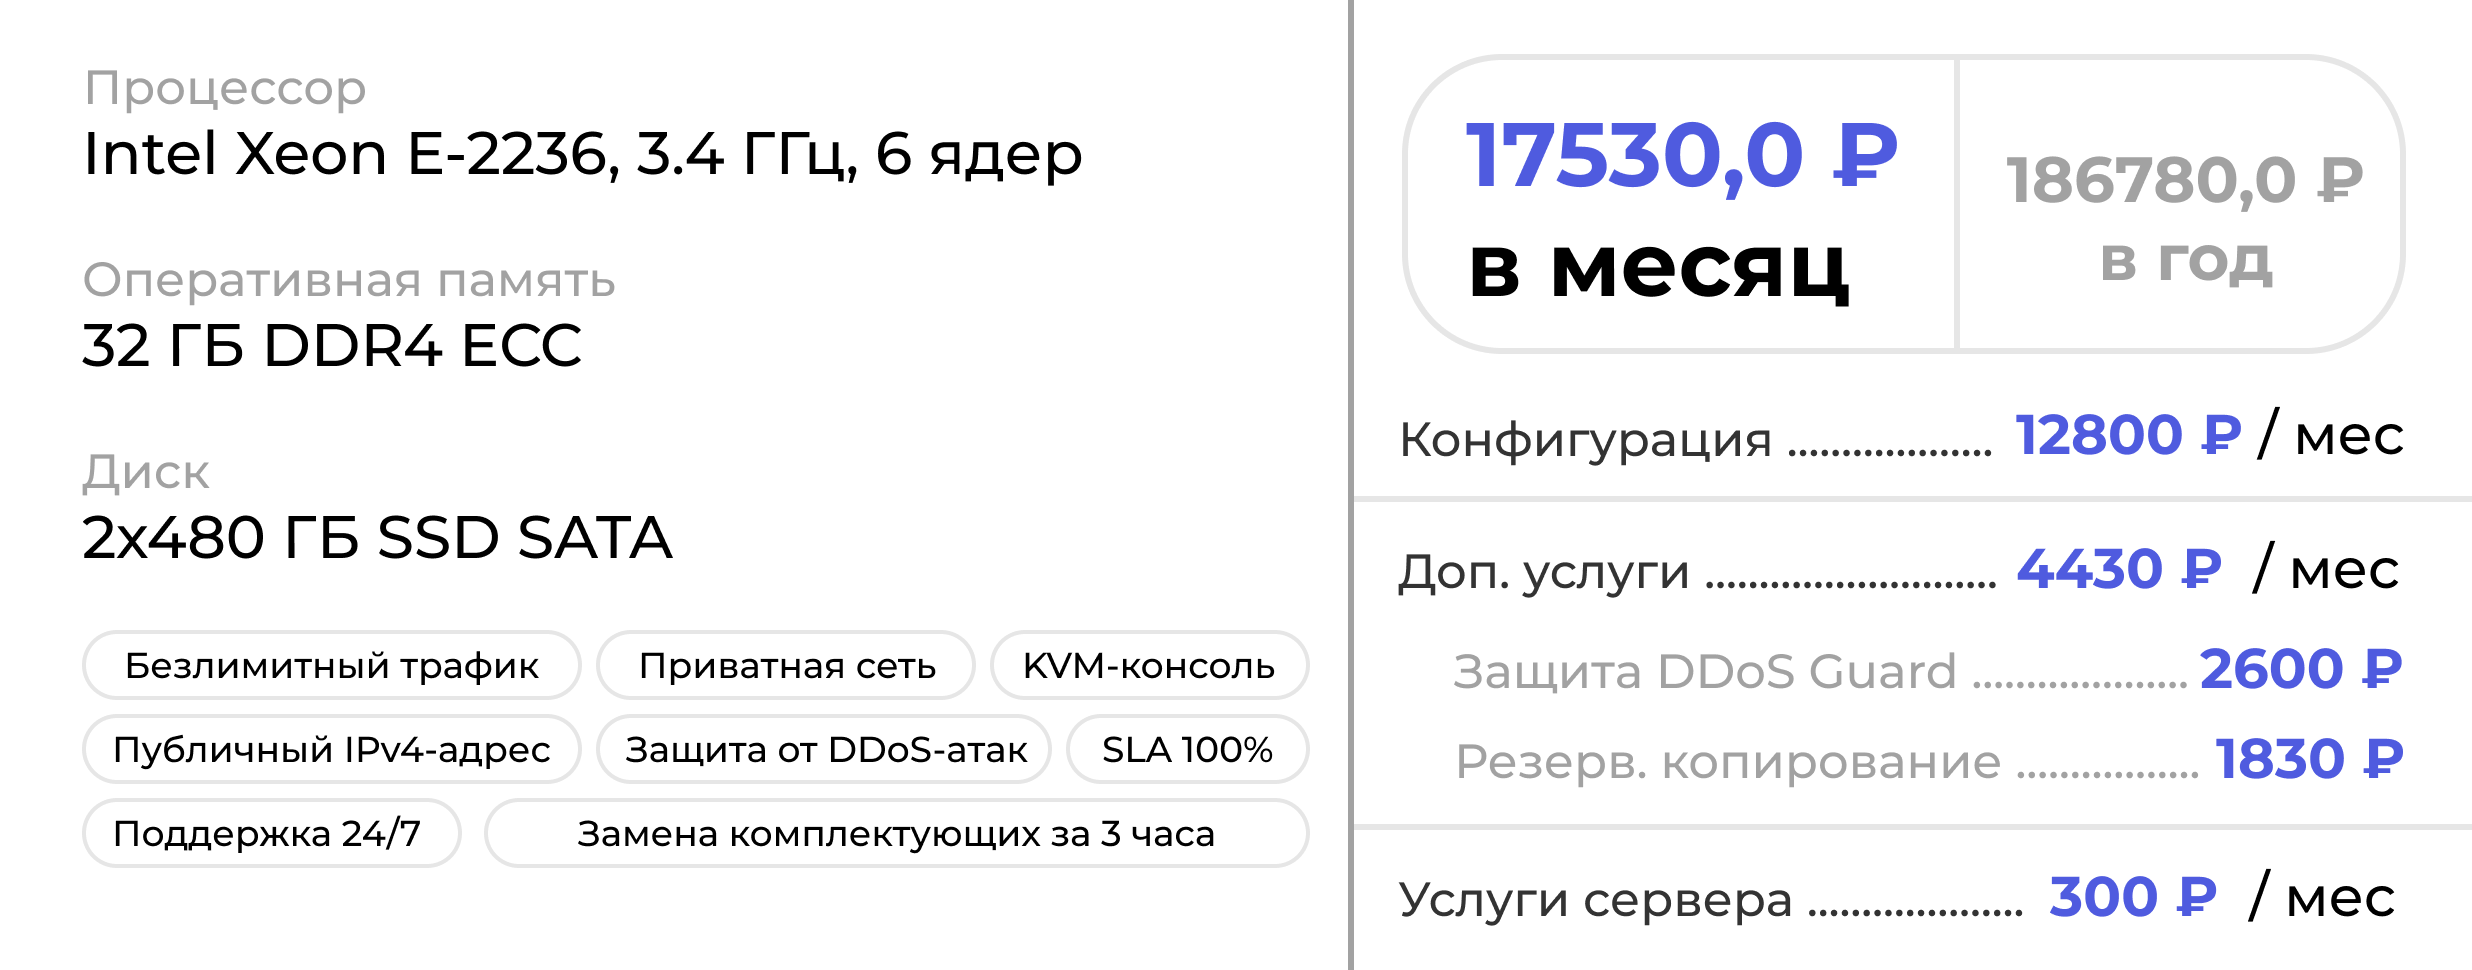 Процессор
Intel Xeon E-2236, 3.4 ГГц, 6 ядер
Оперативная память
32 ГБ DDR4 ECC
Диск
2x480 ГБ SSD SATA
Безлимитный трафик
Приватная сеть
KVM-консоль
Публичный IPv4-адрес
Защита от DDoS-атак
SLA 100%
Поддержка 24/7
Замена комплектующих за 3 часа
17530,0 ₽
в месяц
186780,0 ₽
в год
Конфигурация ................... 12800 ₽ / мес
Доп. услуги ........................... 4430 ₽ / мес
Защита DDoS Guard .................... 2600 ₽
Резерв. копирование ................. 1830 ₽
Услуги сервера .................... 300 ₽ / мес